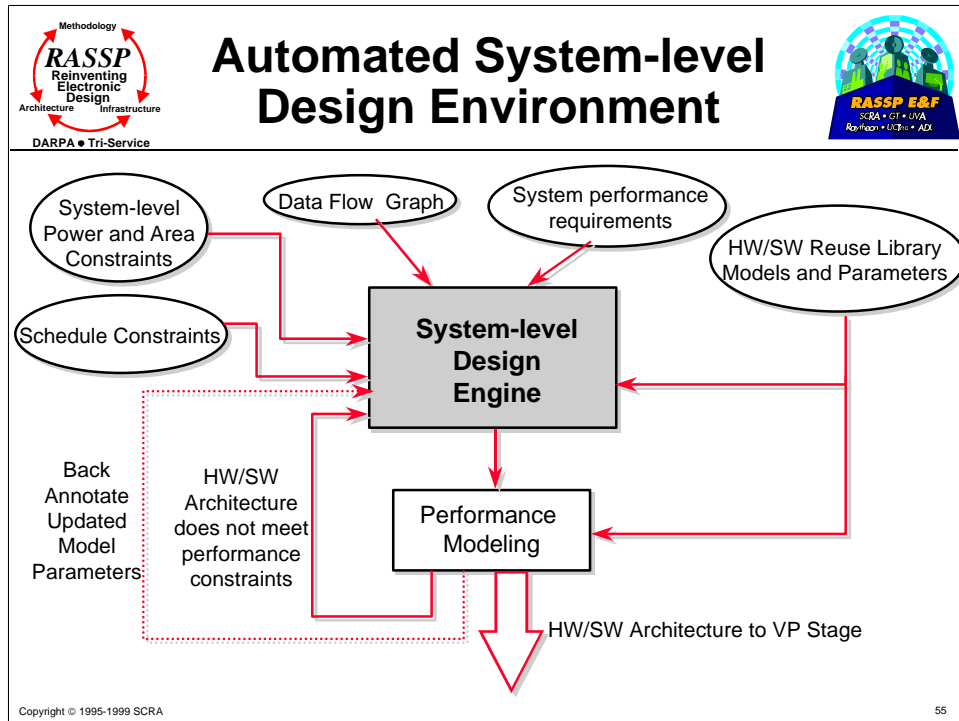 Methodology
RASSP
Reinventing
Electronic
Design
Architecture
Infrastructure
DARPA ● Tri-Service
Automated System-level
Design Environment
RASSP E&F
SCRA • GT • UVA
Raytheon • UCinc • ADL
System-level
Power and Area
Constraints
Data Flow Graph
System performance
requirements
HW/SW Reuse Library
Models and Parameters
Schedule Constraints
System-level
Design
Engine
Back
Annotate
Updated
Model
Parameters
HW/SW
Architecture
does not meet
performance
constraints
Performance
Modeling
HW/SW Architecture to VP Stage
Copyright © 1995-1999 SCRA
55